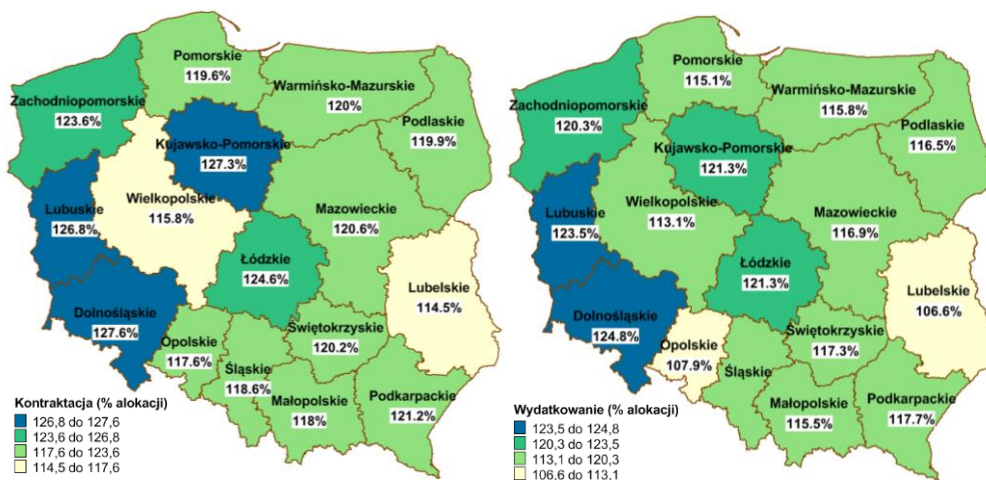 Pomorskie
119.6%
Warmińsko-Mazurskie
120%
Zachodniopomorskie
123.6%
Podlaskie
119.9%
Kujawsko-Pomorskie
127.3%
Lubuskie
126.8%
Wielkopolskie
115.8%
Mazowieckie
120.6%
Łódzkie
124.6%
Lubelskie
114.5%
Dolnośląskie
127.6%
Opolskie
117.6%
Świętokrzyskie
120.2%
Śląskie
118.6%
Małopolskie
118%
Podkarpackie
121.2%
Kontraktacja (% alokacji)
126,8 do 127,6
123,6 do 126,8
117,6 do 123,6
114,5 do 117,6
Pomorskie
115.1%
Warmińsko-Mazurskie
115.8%
Zachodniopomorskie
120.3%
Podlaskie
116.5%
Kujawsko-Pomorskie
121.3%
Lubuskie
123.5%
Wielkopolskie
113.1%
Mazowieckie
116.9%
Łódzkie
121.3%
Lubelskie
106.6%
Dolnośląskie
124.8%
Opolskie
107.9%
Świętokrzyskie
117.3%
Śląskie
Małopolskie
115.5%
Podkarpackie
117.7%
Wydatkowanie (% alokacji)
123,5 do 124,8
120,3 do 123,5
113,1 do 120,3
106,6 do 113,1